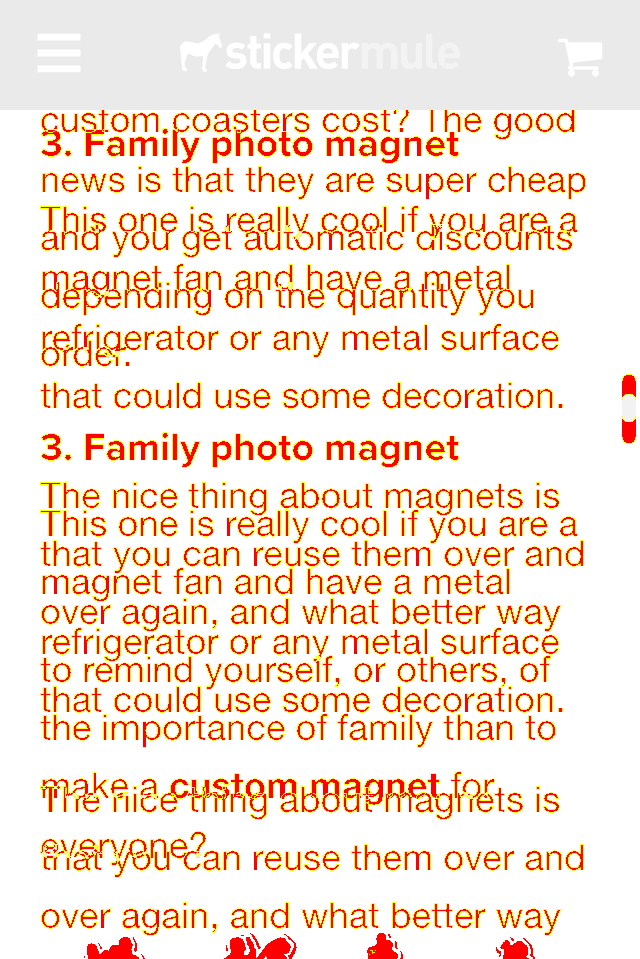 stickermule
custom coasters cost? The good
3. Family photo magnet
news is that they are super cheap
This one is really cool if you are a
and you get automatic discounts
magnet fan and have a metal
depending on the quantity you
refrigerator or any metal surface
order.
that could use some decoration.
3. Family photo magnet
The nice thing about magnets is
This one is really cool if you are a
that you can reuse them over and
magnet fan and have a metal
over again, and what better way
refrigerator or any metal surface
to remind yourself, or others, of
that could use some decoration.
the importance of family than to
make a custom magnet for
The nice thing about magnets is
everyone?
that you can reuse them over and
over again, and what better way